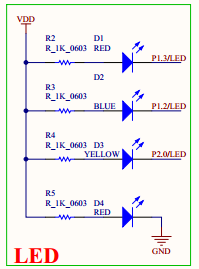 VDD
R2 D1
R_1K_0603 RED
P1.3/LED
D2
R3
R_1K_0603 BLUE
P1.2/LED
R4
R_1K_0603 D3
YELLOW P2.0/LED
R5
R_1K_0603 D4
RED
GND
LED